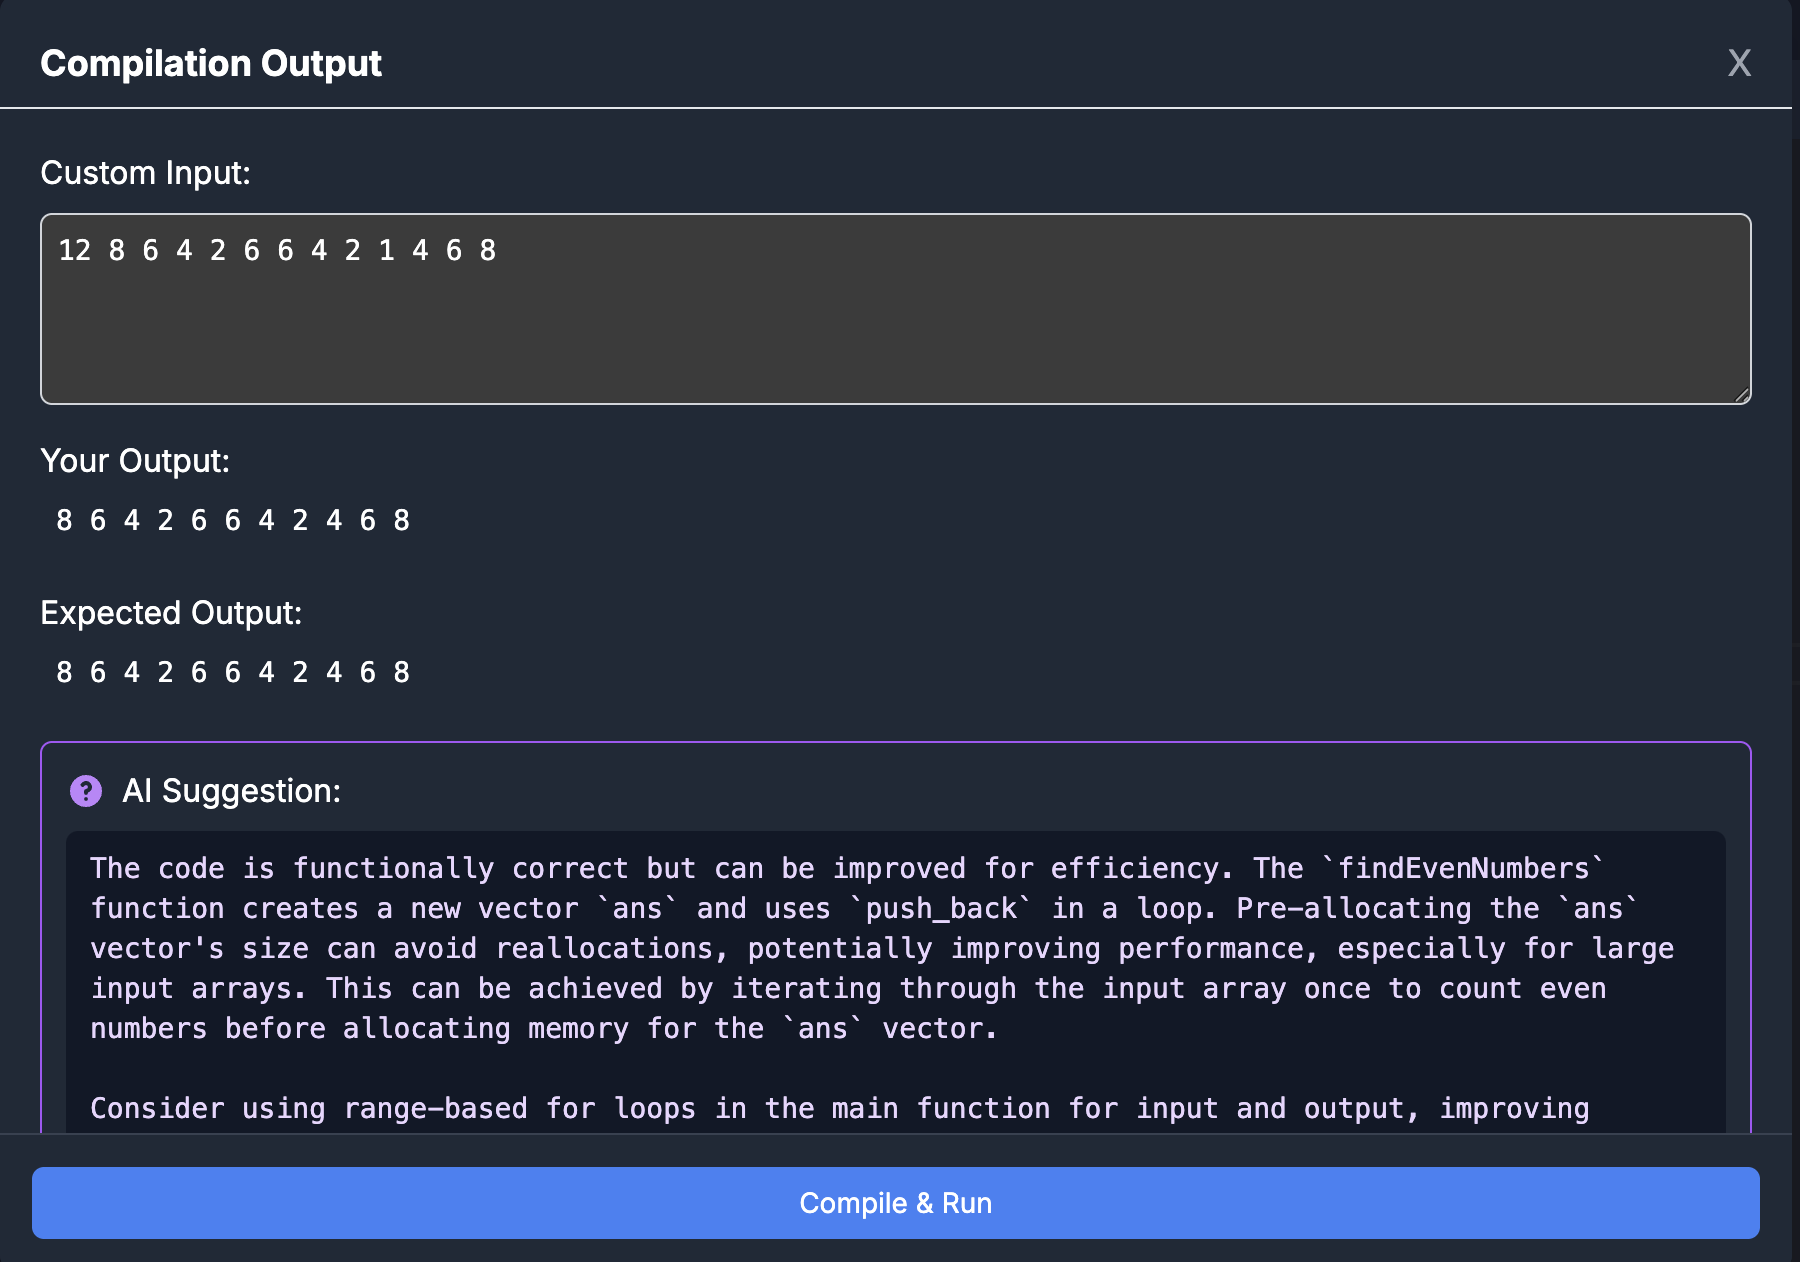 Compilation Output
X
Custom Input:
12 8 6 4 2 6 6 4 2 1 4 6 8
Your Output:
8 6 4 2 6 6 4 2 4 6 8
Expected Output:
8 6 4 2 6 6 4 2 4 6 8
? AI Suggestion:
The code is functionally correct but can be improved for efficiency. The `findEvenNumbers`
function creates a new vector `ans` and uses `push_back` in a loop. Pre-allocating the `ans`
vector's size can avoid reallocations, potentially improving performance, especially for large
input arrays. This can be achieved by iterating through the input array once to count even
numbers before allocating memory for the `ans` vector.
Consider using range-based for loops in the main function for input and output, improving
Compile & Run